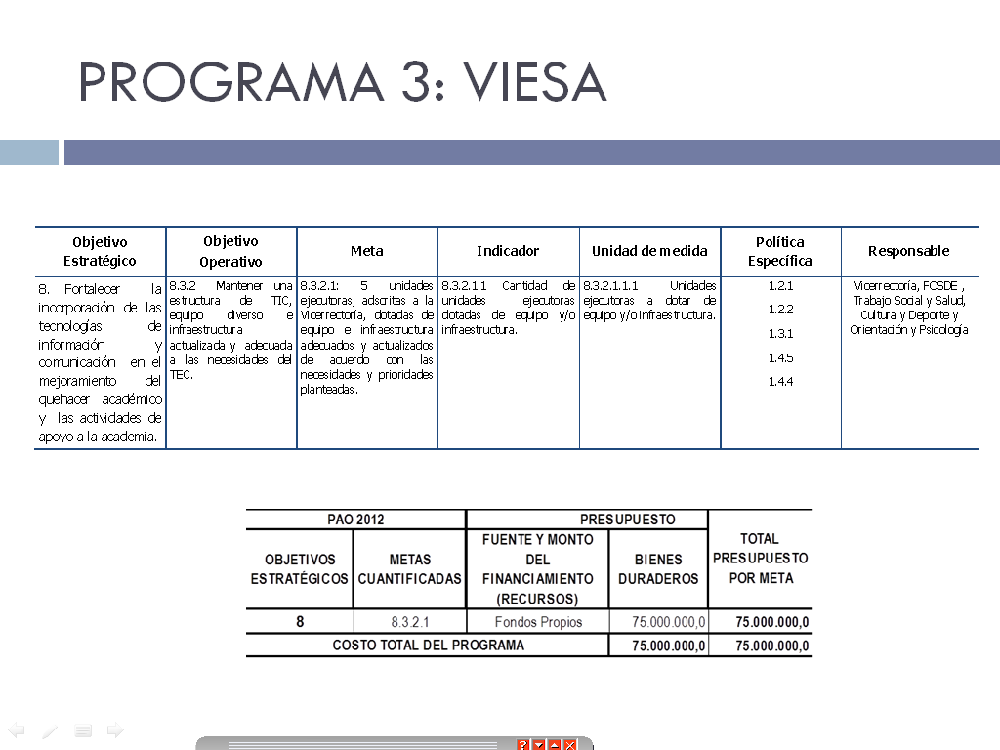 PROGRAMA 3: VIESA
Objetivo
Estratégico
Objetivo
Operativo
Meta
Indicador
Unidad de medida
Política
Específica
Responsable
8. Fortalecer la
incorporación de las
tecnologías de
información y
comunicación en el
mejoramiento del
quehacer académico
y las actividades de
apoyo a la academia.
8.3.2 Mantener una
estructura de TIC,
equipo diverso e
infraestructura
actualizada y adecuada
a las necesidades del
TEC.
8.3.2.1: 5 unidades
ejecutoras, adscritas a la
Vicerrectoría, dotadas de
equipo e infraestructura
adecuados y actualizados
de acuerdo con las
necesidades y prioridades
planteadas.
8.3.2.1.1 Cantidad de
unidades ejecutoras
dotadas de equipo y/o
infraestructura.
8.3.2.1.1.1 Unidades
ejecutoras a dotar de
equipo y/o infraestructura.
1.2.1
1.2.2
1.3.1
1.4.5
1.4.4
Vicerrectoría, FOSDE ,
Trabajo Social y Salud,
Cultura y Deporte y
Orientación y Psicología
PAO 2012
PRESUPUESTO
OBJETIVOS
ESTRATÉGICOS
METAS
CUANTIFICADAS
FUENTE Y MONTO
DEL
FINANCIAMIENTO
(RECURSOS)
BIENES
DURADEROS
TOTAL
PRESUPUESTO
POR META
8 8.3.2.1 Fondos Propios 75.000.000,0 75.000.000,0
COSTO TOTAL DEL PROGRAMA 75.000.000,0 75.000.000,0